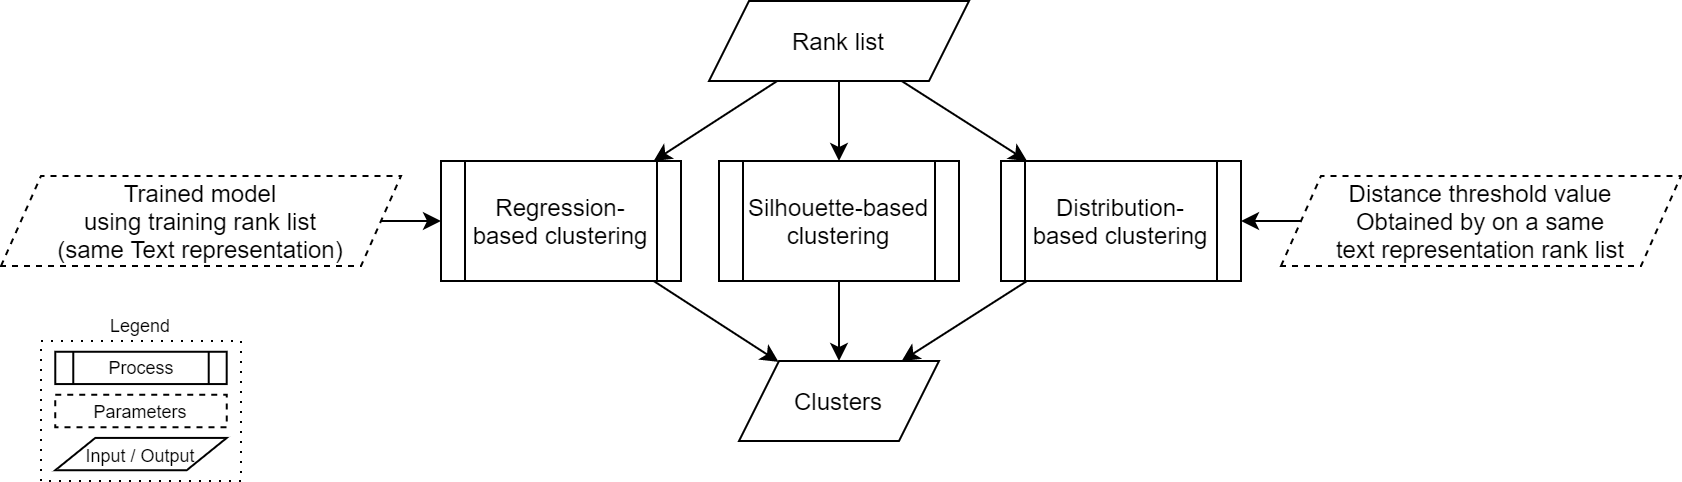 Rank list
Trained model
using training rank list
(same Text representation)
Regression-
based clustering
Silhouette-based
clustering
Distribution-
based clustering
Distance threshold value
Obtained by on a same
text representation rank list
Clusters
Legend
Process
Parameters
Input / Output